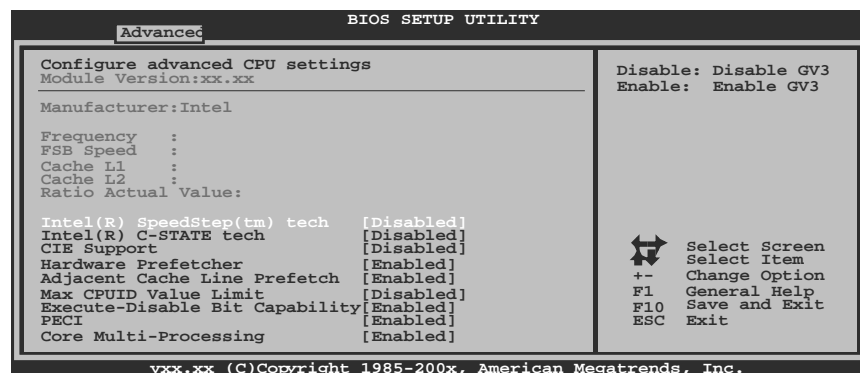 BIOS SETUP UTILITY
Advanced
Configure advanced CPU settings
Module Version:xx.xx
Manufacturer:Intel
Frequency :
FSB Speed :
Cache L1 :
Cache L2 :
Ratio Actual Value:
Intel(R) SpeedStep(tm) tech [Disabled]
Intel(R) C-STATE tech [Disabled]
CIE Support [Disabled]
Hardware Prefetcher [Enabled]
Adjacent Cache Line Prefetch [Enabled]
Max CPUID Value Limit [Disabled]
Execute-Disable Bit Capability[Enabled]
PECI [Enabled]
Core Multi-Processing [Enabled]
Disable: Disable GV3
Enable: Enable GV3
Select Screen
Select Item
+- Change Option
F1 General Help
F10 Save and Exit
ESC Exit
vxx.xx (C)Copyright 1985-200x, American Megatrends, Inc.